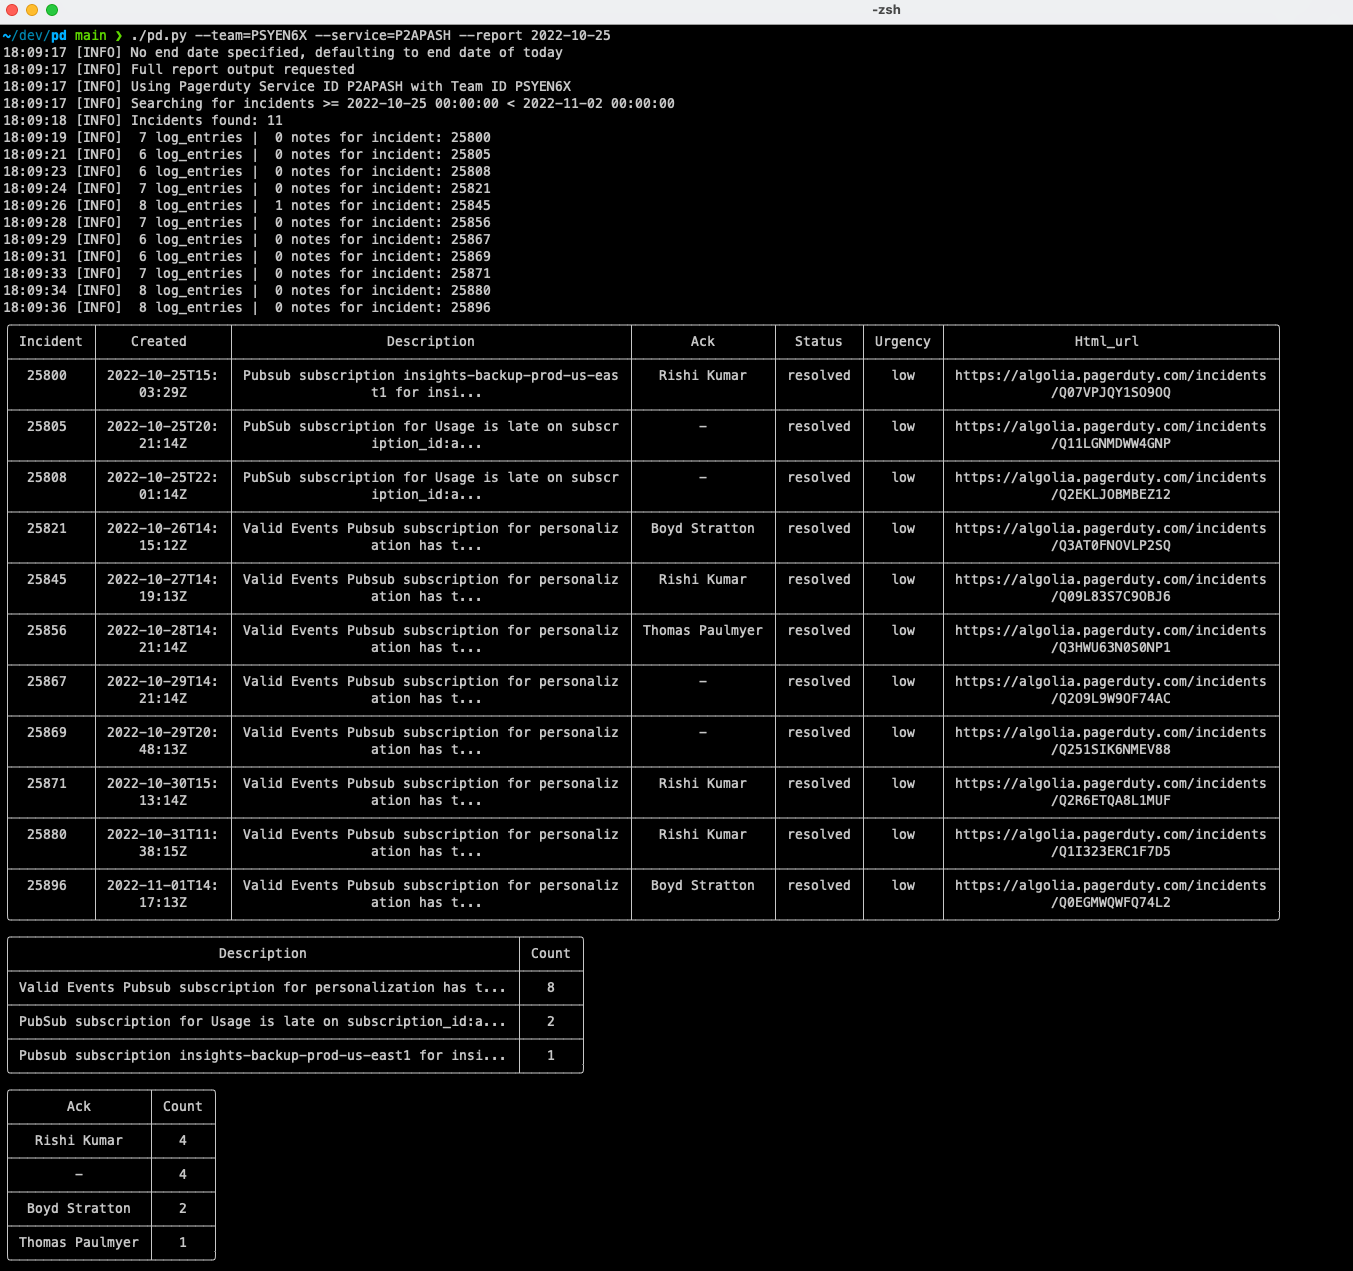 -zsh
~/dev/pd main ❯ ./pd.py --team=PSYEN6X --service=P2APASH --report 2022-10-25
18:09:17 [INFO] No end date specified, defaulting to end date of today
18:09:17 [INFO] Full report output requested
18:09:17 [INFO] Using Pagerduty Service ID P2APASH with Team ID PSYEN6X
18:09:17 [INFO] Searching for incidents >= 2022-10-25 00:00:00 < 2022-11-02 00:00:00
18:09:18 [INFO] Incidents found: 11
18:09:19 [INFO]  7 log_entries |  0 notes for incident: 25800
18:09:21 [INFO]  6 log_entries |  0 notes for incident: 25805
18:09:23 [INFO]  6 log_entries |  0 notes for incident: 25808
18:09:24 [INFO]  7 log_entries |  0 notes for incident: 25821
18:09:26 [INFO]  8 log_entries |  1 notes for incident: 25845
18:09:28 [INFO]  7 log_entries |  0 notes for incident: 25856
18:09:29 [INFO]  6 log_entries |  0 notes for incident: 25867
18:09:31 [INFO]  6 log_entries |  0 notes for incident: 25869
18:09:33 [INFO]  7 log_entries |  0 notes for incident: 25871
18:09:34 [INFO]  8 log_entries |  0 notes for incident: 25880
18:09:36 [INFO]  8 log_entries |  0 notes for incident: 25896
Incident Created Description Ack Status Urgency Html_url
25800 2022-10-25T15: Pubsub subscription insights-backup-prod-us-eas Rishi Kumar resolved low https://algolia.pagerduty.com/incidents
03:29Z t1 for insi... /Q07VPJQY1SO9OQ
25805 2022-10-25T20: PubSub subscription for Usage is late on subscr - resolved low https://algolia.pagerduty.com/incidents
21:14Z iption_id:a... /Q11LGNMDWW4GNP
25808 2022-10-25T22: PubSub subscription for Usage is late on subscr - resolved low https://algolia.pagerduty.com/incidents
01:14Z iption_id:a... /Q2EKLJOBMBEZ12
25821 2022-10-26T14: Valid Events Pubsub subscription for personaliz Boyd Stratton resolved low https://algolia.pagerduty.com/incidents
15:12Z ation has t... /Q3AT0FNOVLP2SQ
25845 2022-10-27T14: Valid Events Pubsub subscription for personaliz Rishi Kumar resolved low https://algolia.pagerduty.com/incidents
19:13Z ation has t... /Q09L83S7C9OBJ6
25856 2022-10-28T14: Valid Events Pubsub subscription for personaliz Thomas Paulmyer resolved low https://algolia.pagerduty.com/incidents
21:14Z ation has t... /Q3HWU63N0S0NP1
25867 2022-10-29T14: Valid Events Pubsub subscription for personaliz - resolved low https://algolia.pagerduty.com/incidents
21:14Z ation has t... /Q2O9L9W9OF74AC
25869 2022-10-29T20: Valid Events Pubsub subscription for personaliz - resolved low https://algolia.pagerduty.com/incidents
48:13Z ation has t... /Q251SIK6NMEV88
25871 2022-10-30T15: Valid Events Pubsub subscription for personaliz Rishi Kumar resolved low https://algolia.pagerduty.com/incidents
13:14Z ation has t... /Q2R6ETQA8L1MUF
25880 2022-10-31T11: Valid Events Pubsub subscription for personaliz Rishi Kumar resolved low https://algolia.pagerduty.com/incidents
38:15Z ation has t... /Q1I323ERC1F7D5
25896 2022-11-01T14: Valid Events Pubsub subscription for personaliz Boyd Stratton resolved low https://algolia.pagerduty.com/incidents
17:13Z ation has t... /Q0EGMWQWFQ74L2
Description Count
Valid Events Pubsub subscription for personalization has t... 8
PubSub subscription for Usage is late on subscription_id:a... 2
Pubsub subscription insights-backup-prod-us-east1 for insi... 1
Ack Count
Rishi Kumar 4
- 4
Boyd Stratton 2
Thomas Paulmyer 1